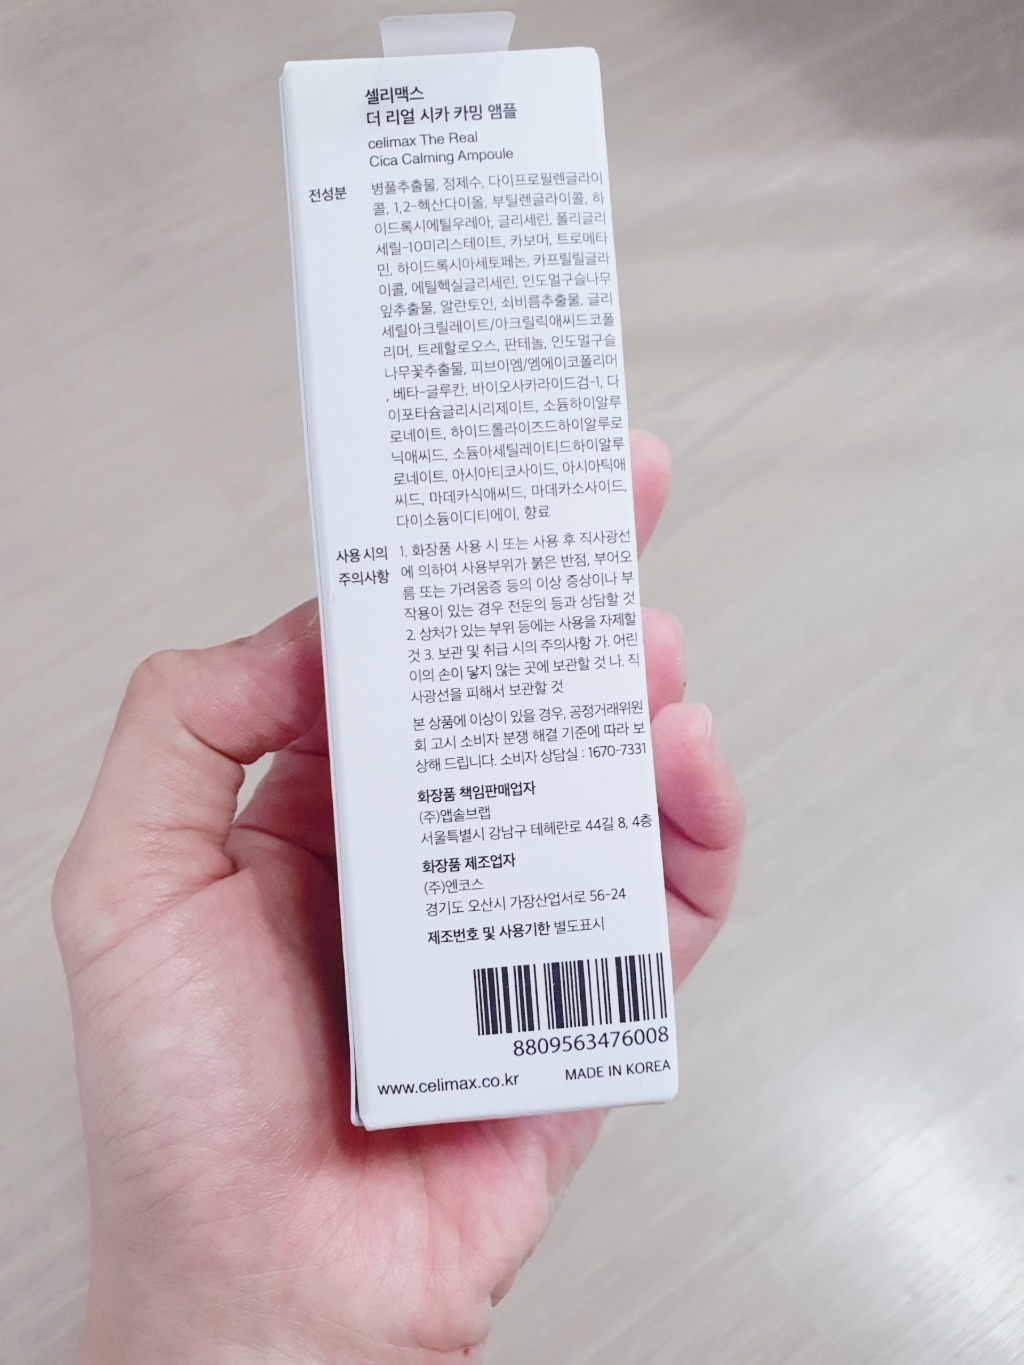 셀리맥스
더 리얼 시카 카밍 앰플
celimax The Real
Cica Calming Ampoule
전성분
병풀추출물, 정제수, 다이프로필렌글라이
콜, 1,2-헥산다이올, 부틸렌글라이콜, 하
이드록시에틸우레아, 글리세린, 폴리글리
세릴-10미리스테이트, 카보머, 트로메타
민, 하이드록시아세토페논, 카프릴릴글라
이콜, 에틸헥실글리세린, 인도멀구슬나무
잎추출물, 알란토인, 쇠비름추출물, 글리
세릴아크릴레이트/아크릴릭애씨드코폴
리머, 트레할로오스, 판테놀, 인도멀구슬
나무꽃추출물, 피브이엠/엠에이코폴리머
, 베타-글루칸, 바이오사카라이드검-1, 다
이포타슘글리시리제이트, 소듐하이알루
로네이트, 하이드롤라이즈드하이알루로
닉애씨드, 소듐아세틸레이티드하이알루
로네이트, 아시아티코사이드, 아시아틱애
씨드, 마데카식애씨드, 마데카소사이드,
다이소듐이디티에이, 향료
사용 시의
주의사항
1. 화장품 사용 시 또는 사용 후 직사광선
에 의하여 사용부위가 붉은 반점, 부어오
름 또는 가려움증 등의 이상 증상이나 부
작용이 있는 경우 전문의 등과 상담할 것
2. 상처가 있는 부위 등에는 사용을 자제할
것 3. 보관 및 취급 시의 주의사항 가. 어린
이의 손이 닿지 않는 곳에 보관할 것 나. 직
사광선을 피해서 보관할 것
본 상품에 이상이 있을 경우, 공정거래위원
회 고시 소비자 분쟁 해결 기준에 따라 보
상해 드립니다. 소비자 상담실 : 1670-7331
화장품 책임판매업자
(주)앱솔브랩
서울특별시 강남구 테헤란로 44길 8, 4층
화장품 제조업자
(주)엔코스
경기도 오산시 가장산업서로 56-24
제조번호 및 사용기한 별도표시
8809563476008
www.celimax.co.kr
MADE IN KOREA